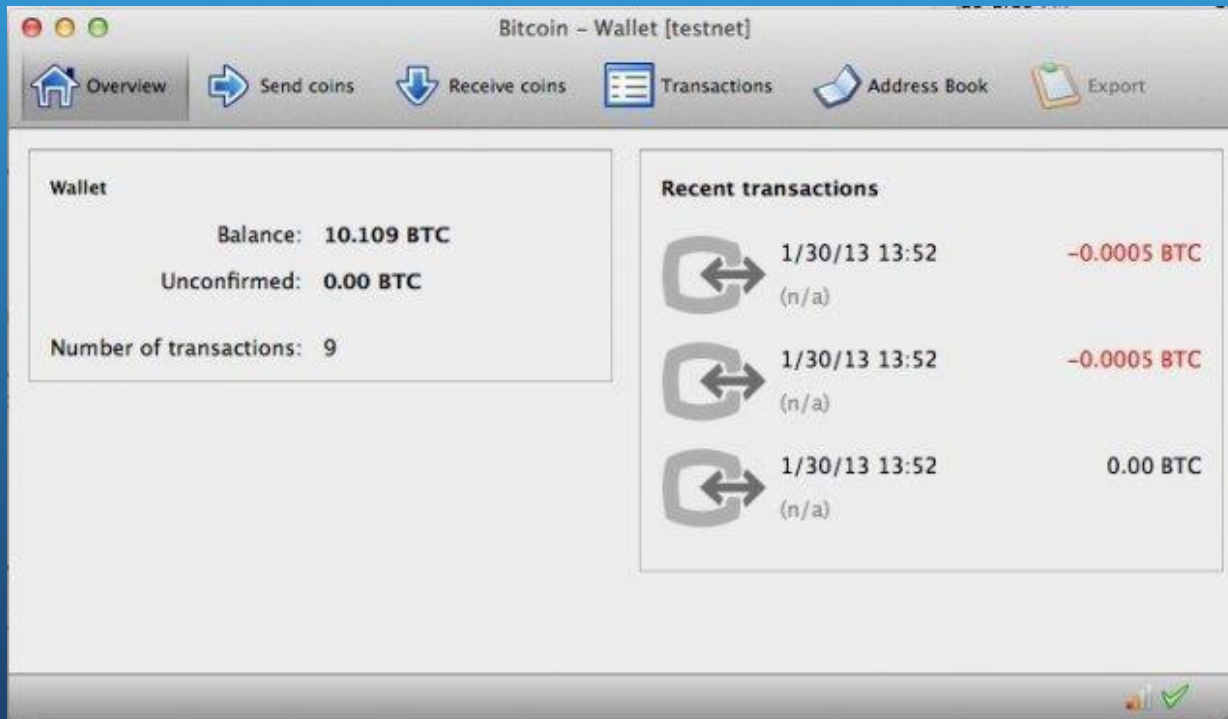 Bitcoin – Wallet [testnet]
Overview Send coins Receive coins Transactions Address Book Export
Wallet
Balance: 10.109 BTC
Unconfirmed: 0.00 BTC
Number of transactions: 9
Recent transactions
1/30/13 13:52 -0.0005 BTC
(n/a)
1/30/13 13:52 -0.0005 BTC
(n/a)
1/30/13 13:52 0.00 BTC
(n/a)